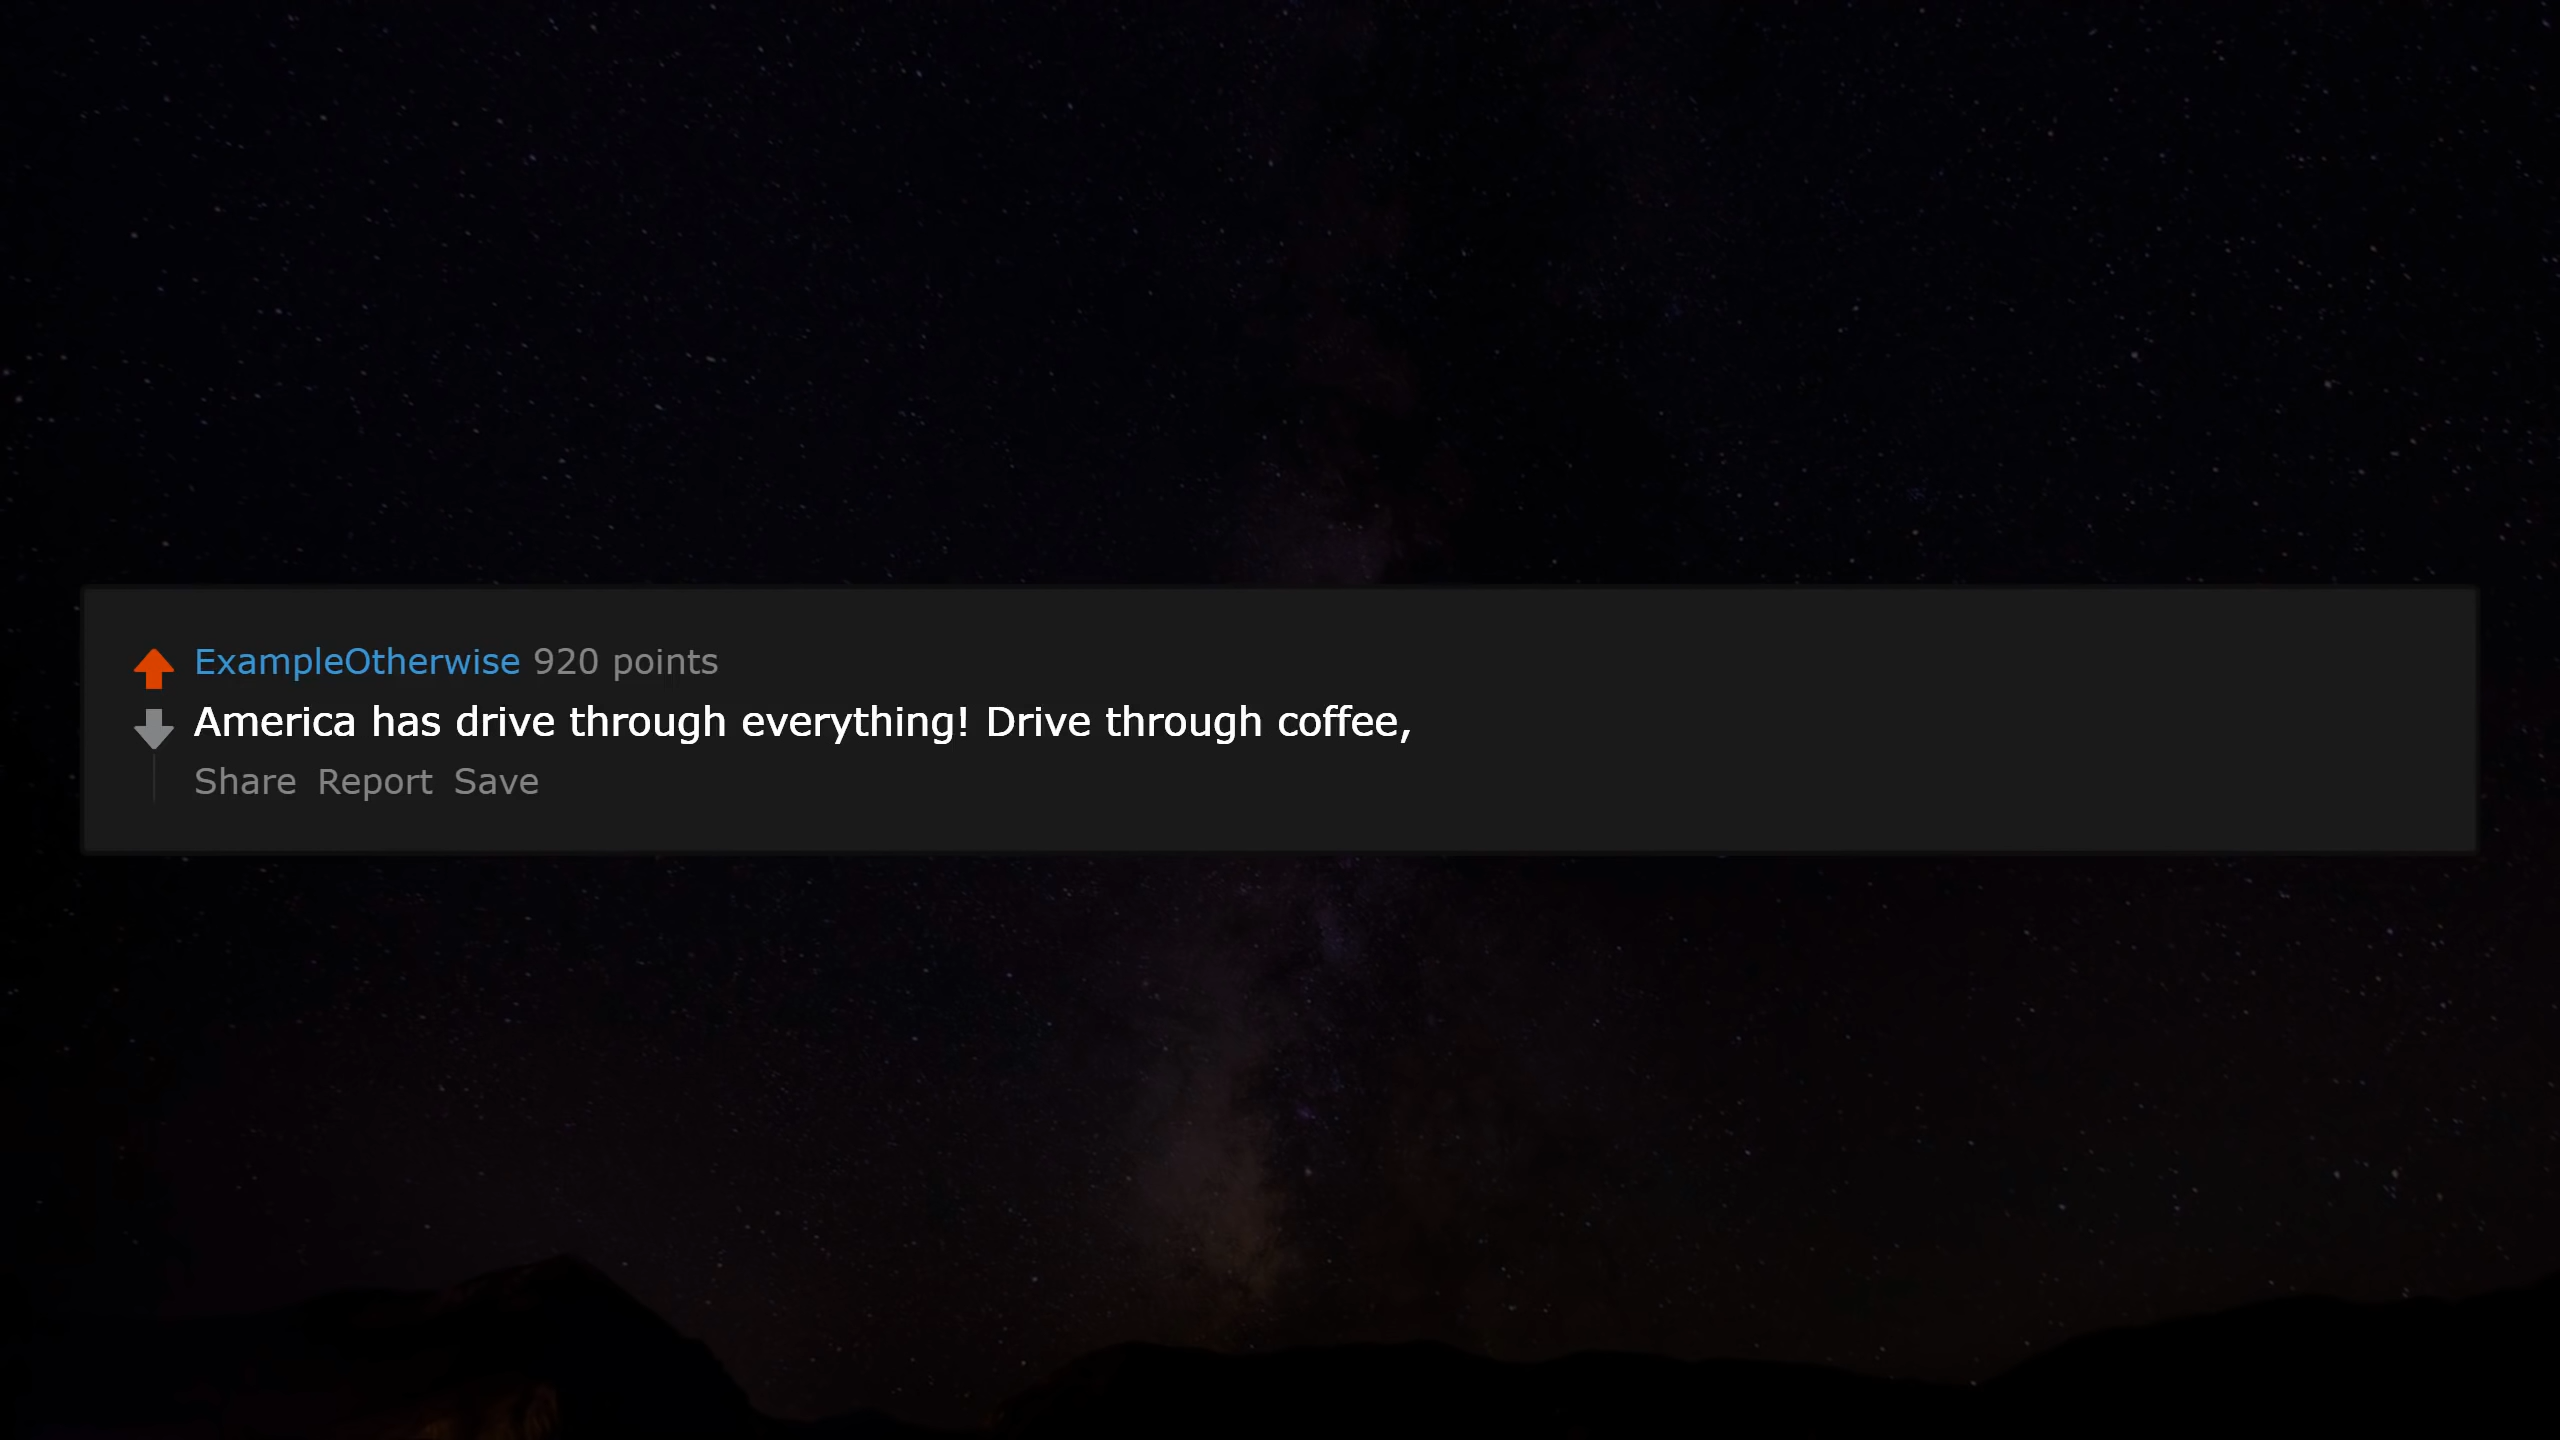 ExampleOtherwise 920 points
America has drive through everything! Drive through coffee,
Share Report Save